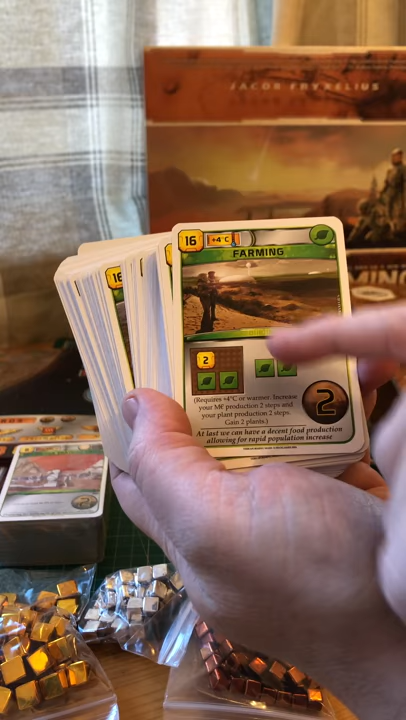 JACOB FRYXELIUS
16
16 +4°C
FARMING
2
(Requires +4°C or warmer. Increase
your M€ production 2 steps and
your plant production 2 steps.
Gain 2 plants.)
2
At last we can have a decent food production
allowing for rapid population increase